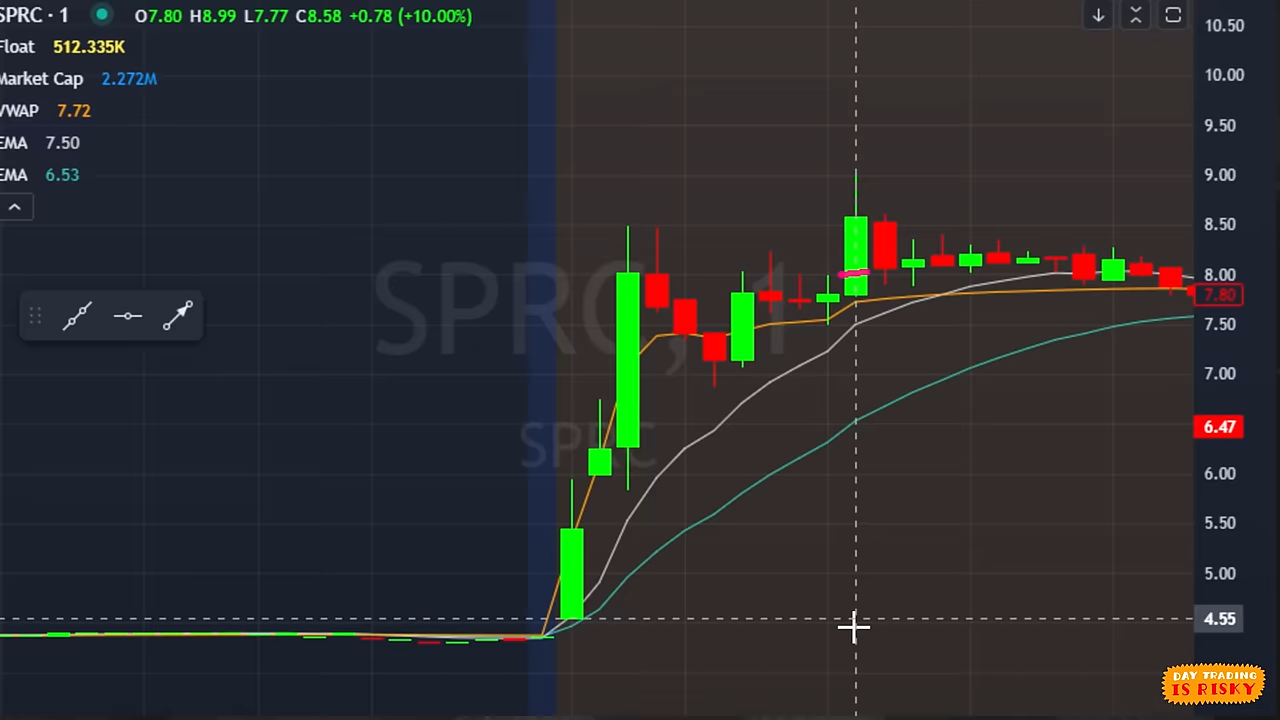 SPRC · 1 O7.80 H8.99 L7.77 C8.58 +0.78 (+10.00%)
Float 512.335K
Market Cap 2.272M
VWAP 7.72
EMA 7.50
EMA 6.53
SPRC, 1
SPRC
10.50
10.00
9.50
9.00
8.50
8.00
7.80
7.50
7.00
6.47
6.00
5.50
5.00
4.55
DAY TRADING
IS RISKY